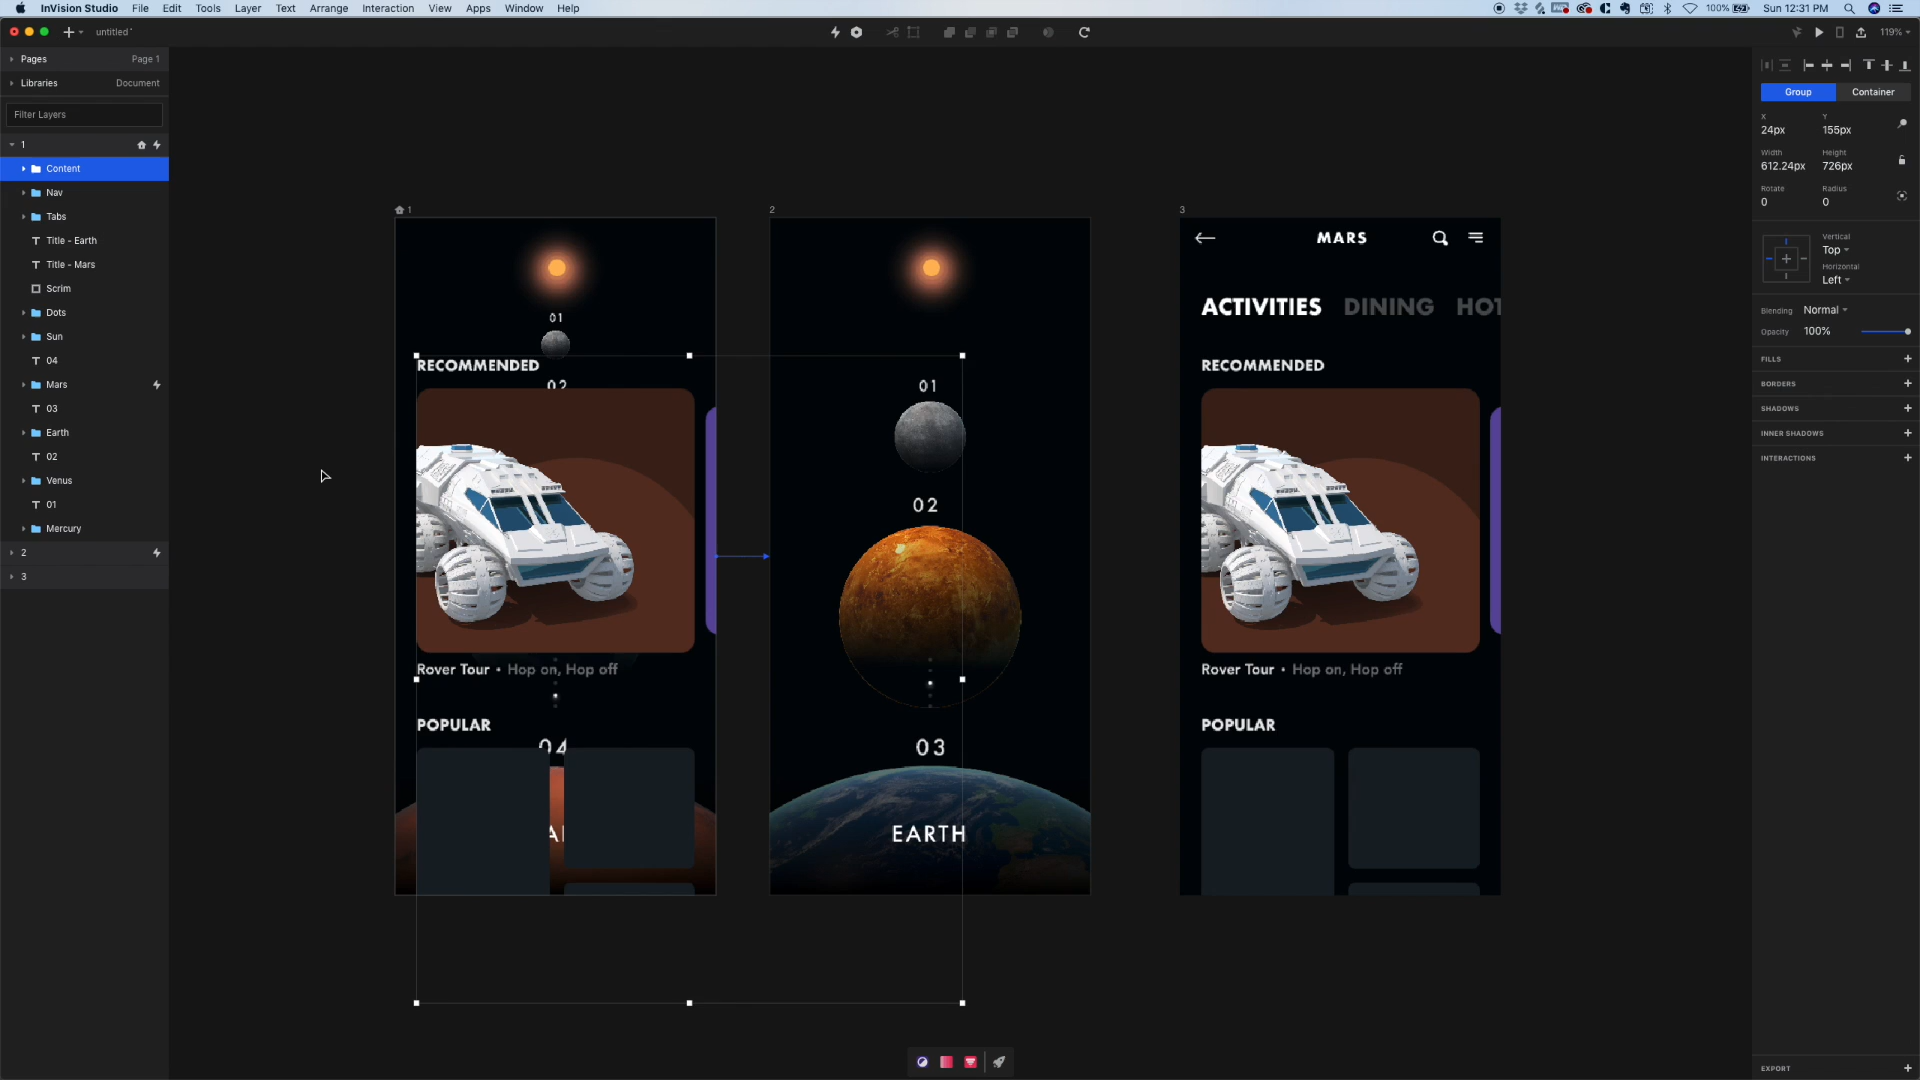 InVision Studio File Edit Tools Layer Text Arrange Interaction View Apps Window Help 100% Sun 12:31 PM
untitled 119%
Pages Page 1
Libraries Document
Filter Layers
1
Content
Nav
Tabs
Title - Earth
Title - Mars
Scrim
Dots
Sun
04
Mars
03
Earth
02
Venus
01
Mercury
2
3
1
01
RECOMMENDED
02
Rover Tour • Hop on, Hop off
POPULAR
04
2
01
02
03
EARTH
3
MARS
ACTIVITIES DINING HOT
RECOMMENDED
Rover Tour • Hop on, Hop off
POPULAR
Group Container
X Y
24px 155px
Width Height
612.24px 726px
Rotate Radius
0 0
Vertical
Top
Horizontal
Left
Blending Normal
Opacity 100%
FILLS
BORDERS
SHADOWS
INNER SHADOWS
INTERACTIONS
EXPORT